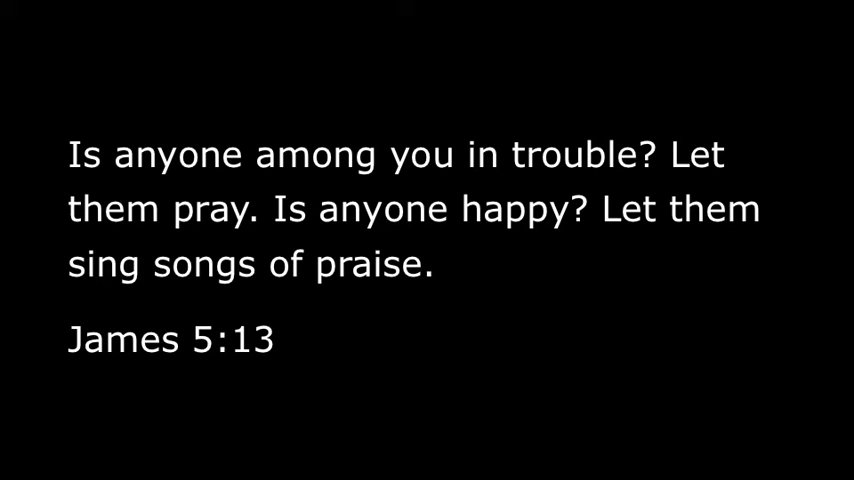 Is anyone among you in trouble? Let
them pray. Is anyone happy? Let them
sing songs of praise.
James 5:13